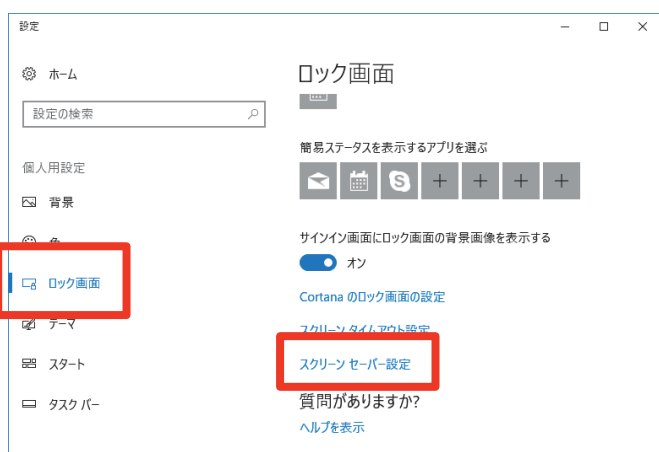 設定
ホーム
設定の検索
個人用設定
背景
色
ロック画面
テーマ
スタート
タスク バー
ロック画面
簡易ステータスを表示するアプリを選ぶ
サインイン画面にロック画面の背景画像を表示する
オン
Cortana のロック画面の設定
スクリーン タイムアウト設定
スクリーン セーバー設定
質問がありますか?
ヘルプを表示